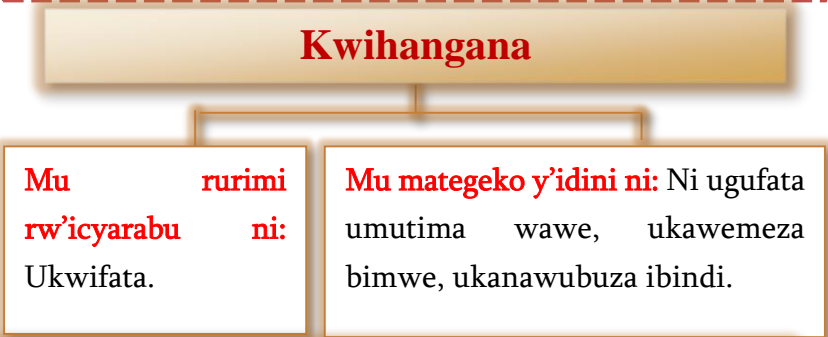 Kwihangana
Mu rurimi
rw’icyarabu ni:
Ukwifata.
Mu mategeko y’idini ni: Ni ugufata
umutima wawe, ukawemeza
bimwe, ukanawubuza ibindi.